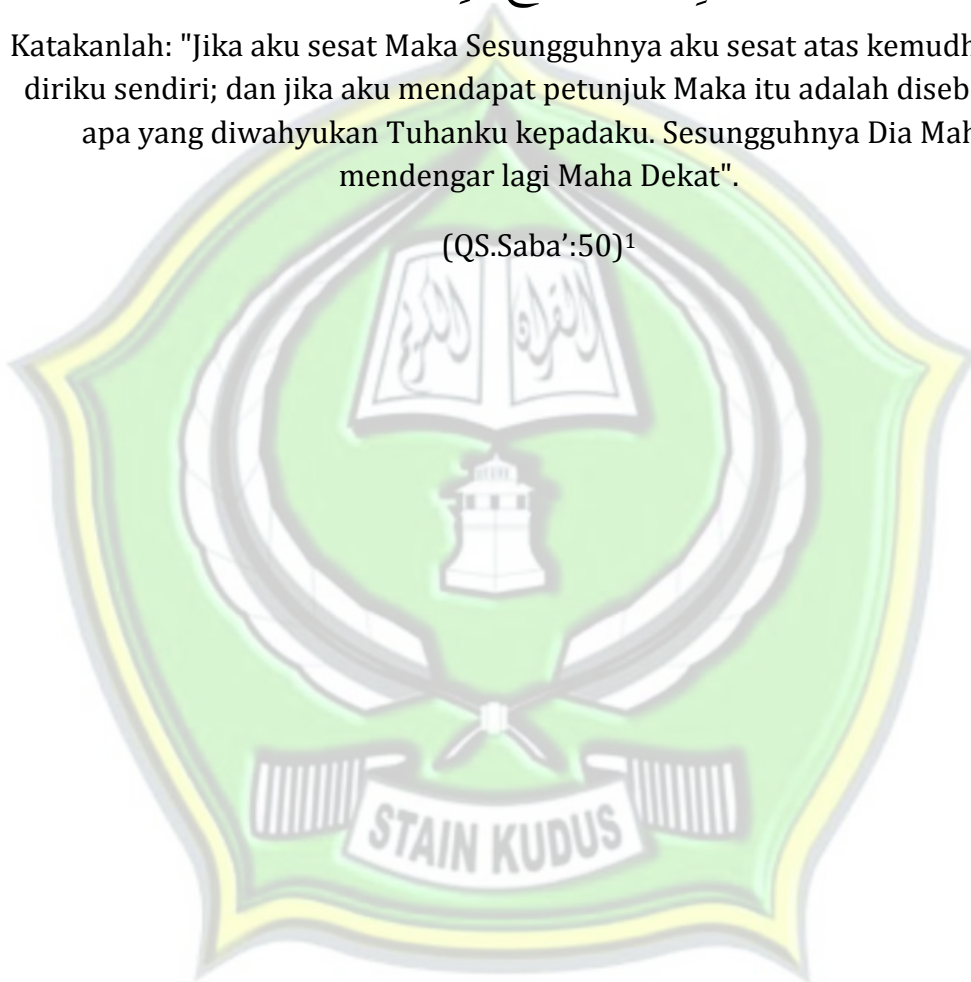 Katakanlah: "Jika aku sesat Maka Sesungguhnya aku sesat atas kemudh
diriku sendiri; dan jika aku mendapat petunjuk Maka itu adalah diseb
apa yang diwahyukan Tuhanku kepadaku. Sesungguhnya Dia Mah
mendengar lagi Maha Dekat".
(QS.Saba’:50)1
STAIN KUDUS